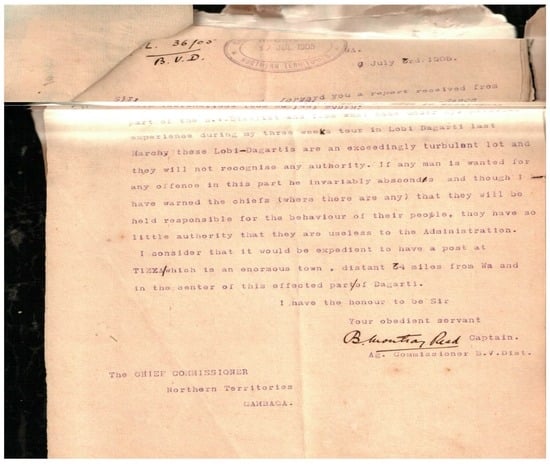 L. 36/05
B.V.D.
JUL 1905
NORTHERN TERRITORIES
July 3rd. 1905.
Sir,
forward you a report received from
part of the
experience during my three weeks tour in Lobi Dagarti last
March, these Lobi-Dagartis are an exceedingly turbulent lot and
they will not recognise any authority. If any man is wanted for
any offence in this part he invariably absconds and though I
have warned the chiefs (where there are any) that they will be
held responsible for the behaviour of their people, they have so
little authority that they are useless to the Administration.
I consider that it would be expedient to have a post at
TIZZA/which is an enormous town , distant 24 miles from Wa and
in the center of this effected part/of Dagarti.
I have the honour to be Sir
Your obedient servant
B. Montray Read Captain.
Ag. Commissioner B.V.Dist.
The CHIEF COMMISSIONER
Northern Territories
GAMBAGA.